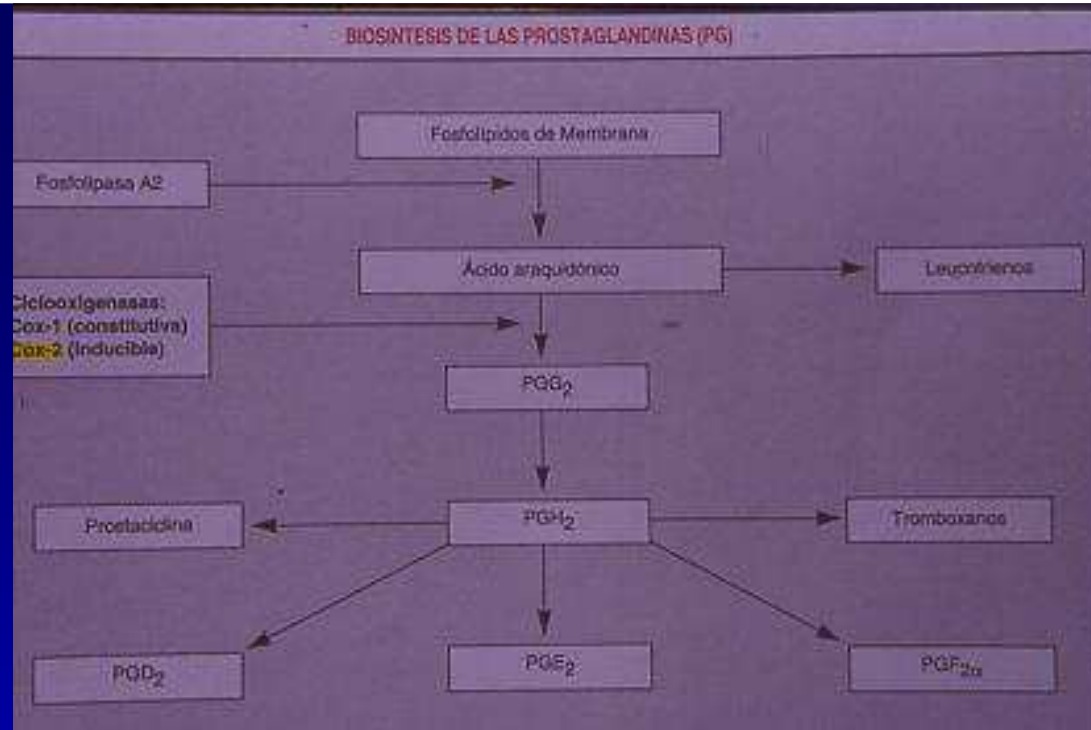 BIOSINTESIS DE LAS PROSTAGLANDINAS (PG)
Fosfolípidos de Membrana
Fosfolipasa A2
Ácido araquidónico
Leucotrienos
Ciclooxigenasas:
Cox-1 (constitutiva)
Cox-2 (inducible)
PGG2
Prostaciclina
PGH2
Tromboxanos
PGD2
PGE2
PGF2α